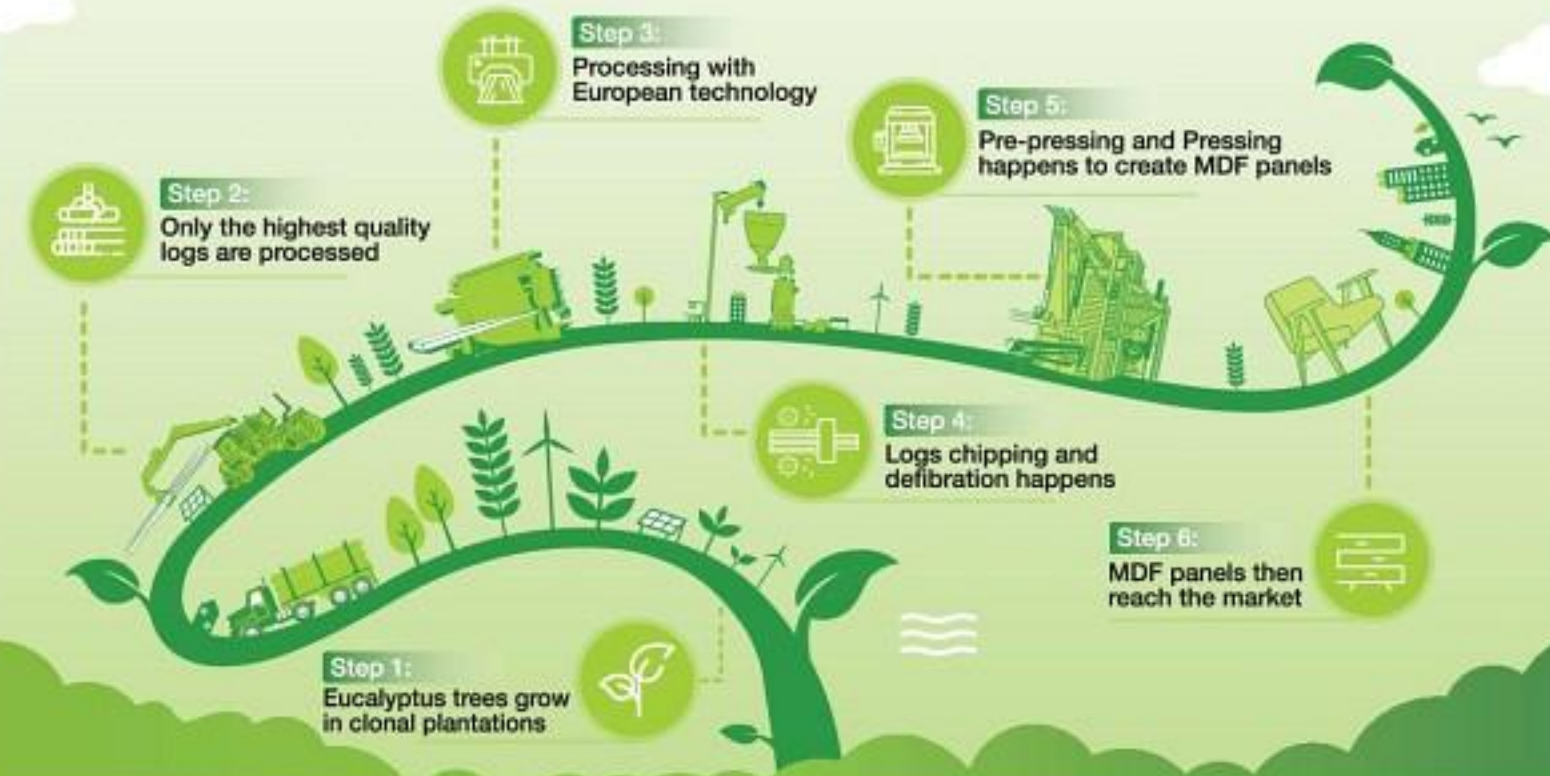 Step 1:
Eucalyptus trees grow
in clonal plantations
Step 2:
Only the highest quality
logs are processed
Step 3:
Processing with
European technology
Step 4:
Logs chipping and
defibration happens
Step 5:
Pre-pressing and Pressing
happens to create MDF panels
Step 6:
MDF panels then
reach the market